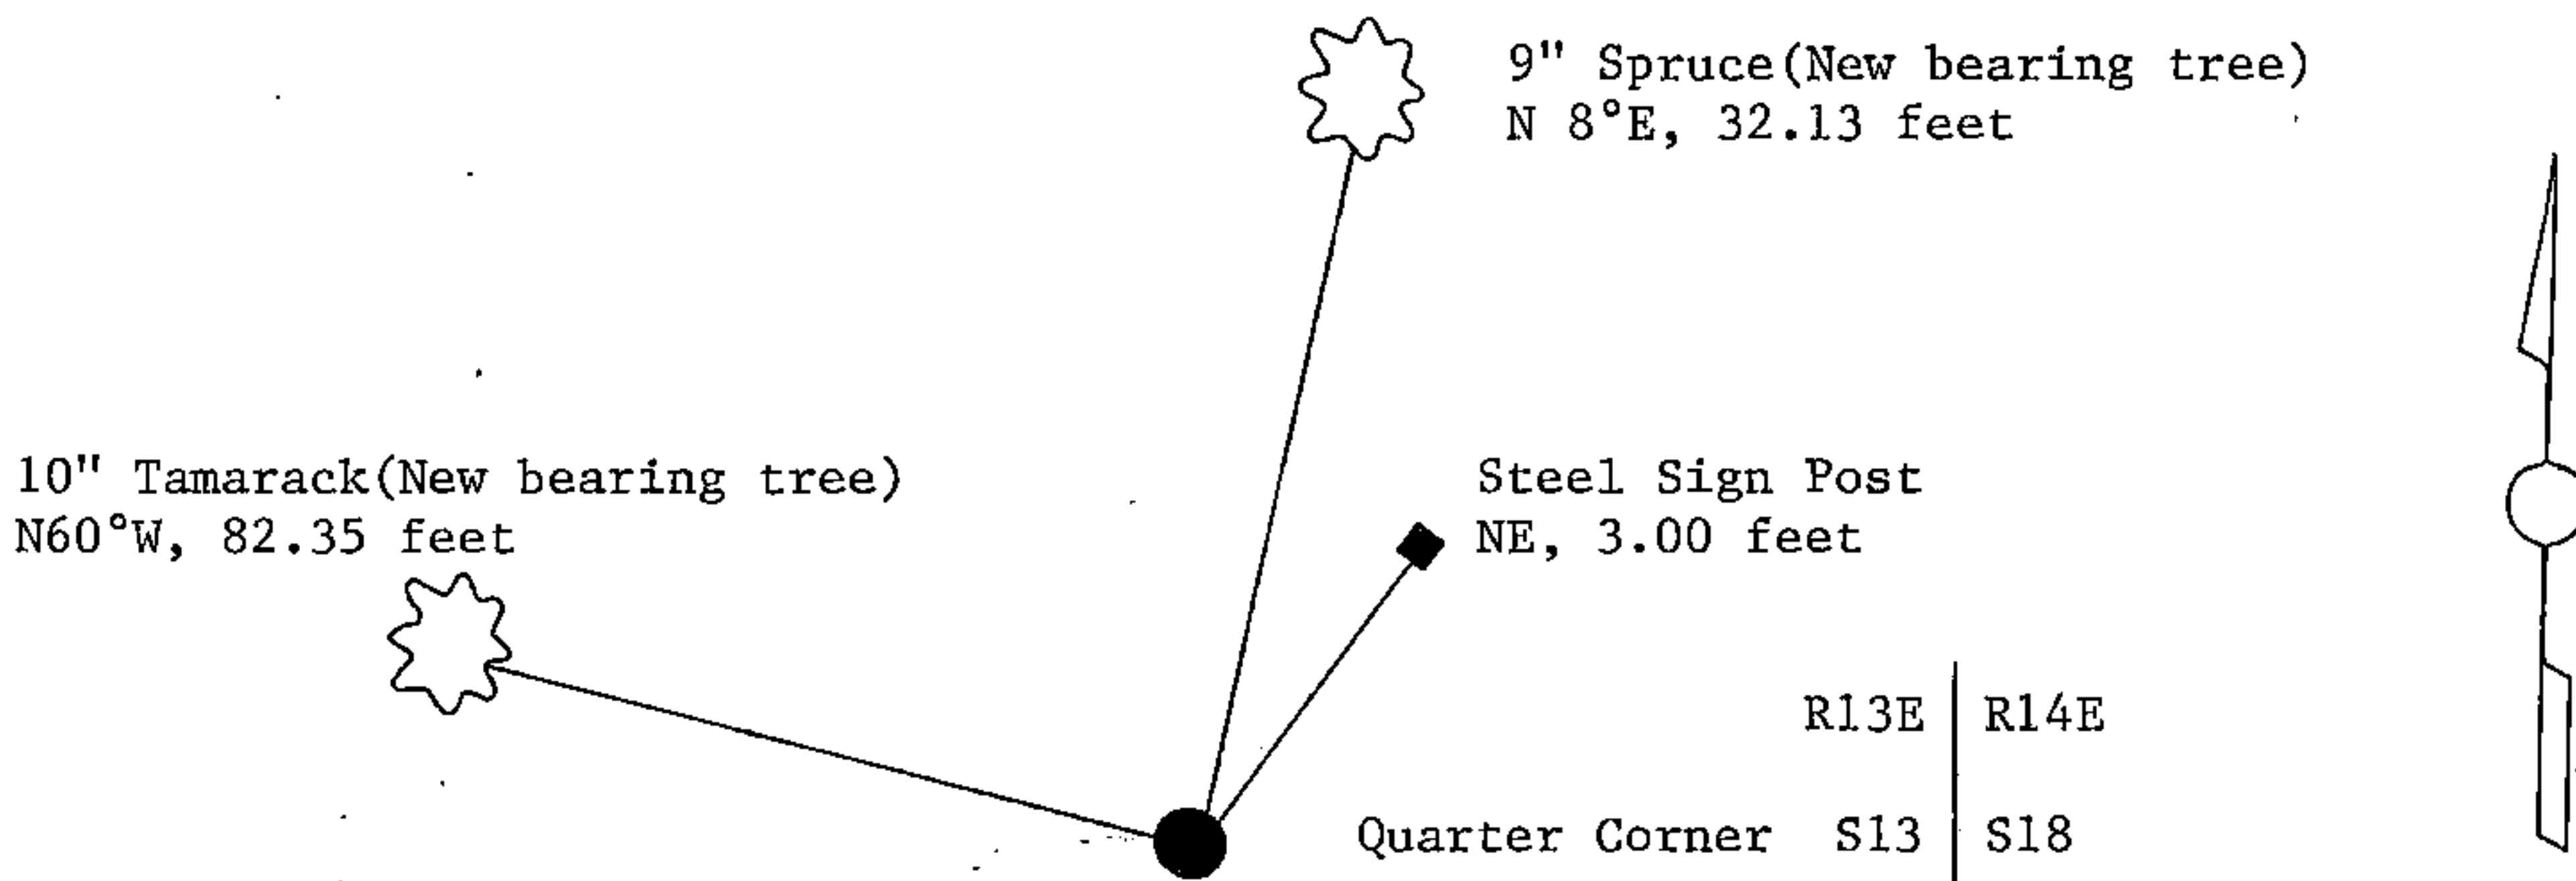 9" Spruce(New bearing tree)
N 8°E, 32.13 feet
10" Tamarack(New bearing tree)
N60°W, 82.35 feet
Steel Sign Post
NE, 3.00 feet
R13E R14E
Quarter Corner S13 S18